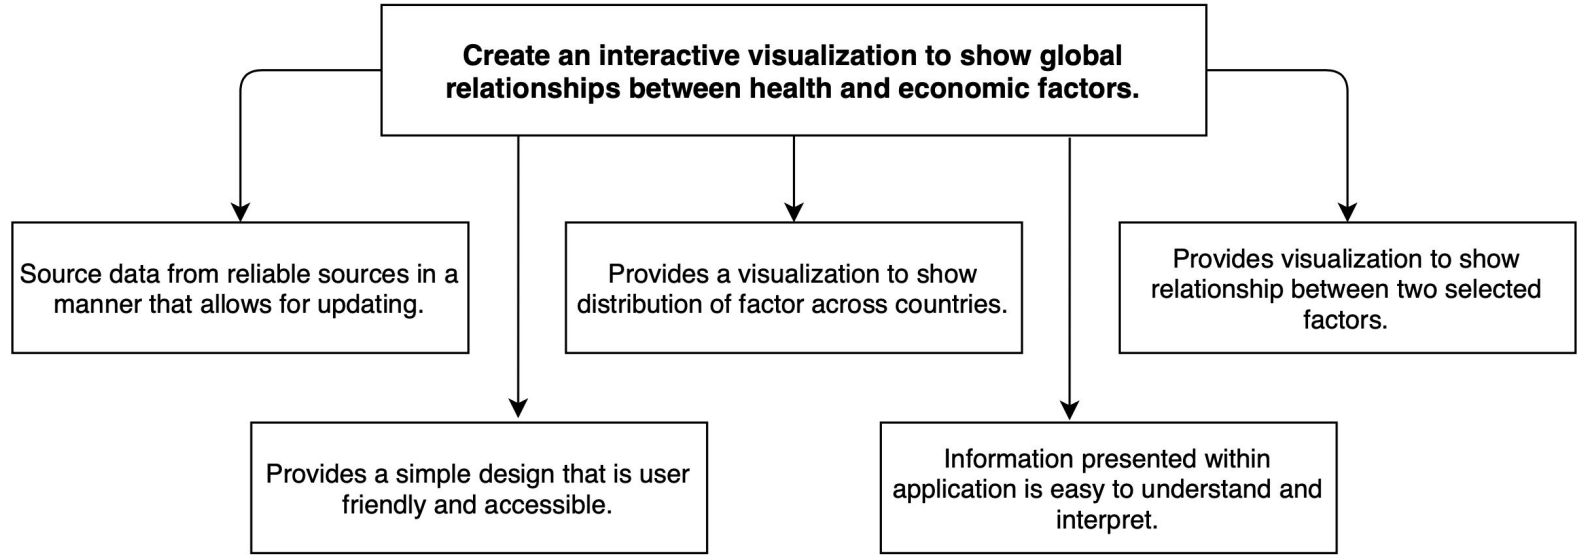 Create an interactive visualization to show global
relationships between health and economic factors.
Source data from reliable sources in a
manner that allows for updating.
Provides a visualization to show
distribution of factor across countries.
Provides visualization to show
relationship between two selected
factors.
Provides a simple design that is user
friendly and accessible.
Information presented within
application is easy to understand and
interpret.